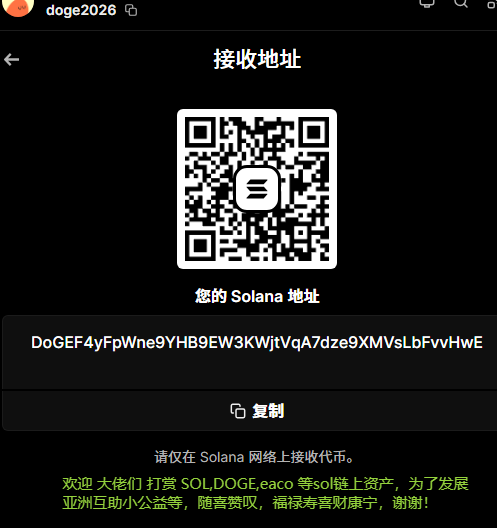 doge2026
接收地址
您的 Solana 地址
DoGEF4yFpWne9YHB9EW3KWjtVqA7dze9XMVsLbFvvHwE
复制
请仅在 Solana 网络上接收代币。
欢迎 大佬们 打赏 SOL,DOGE,eaco 等sol链上资产，为了发展
亚洲互助小公益等，随喜赞叹，福禄寿喜财康宁，谢谢！